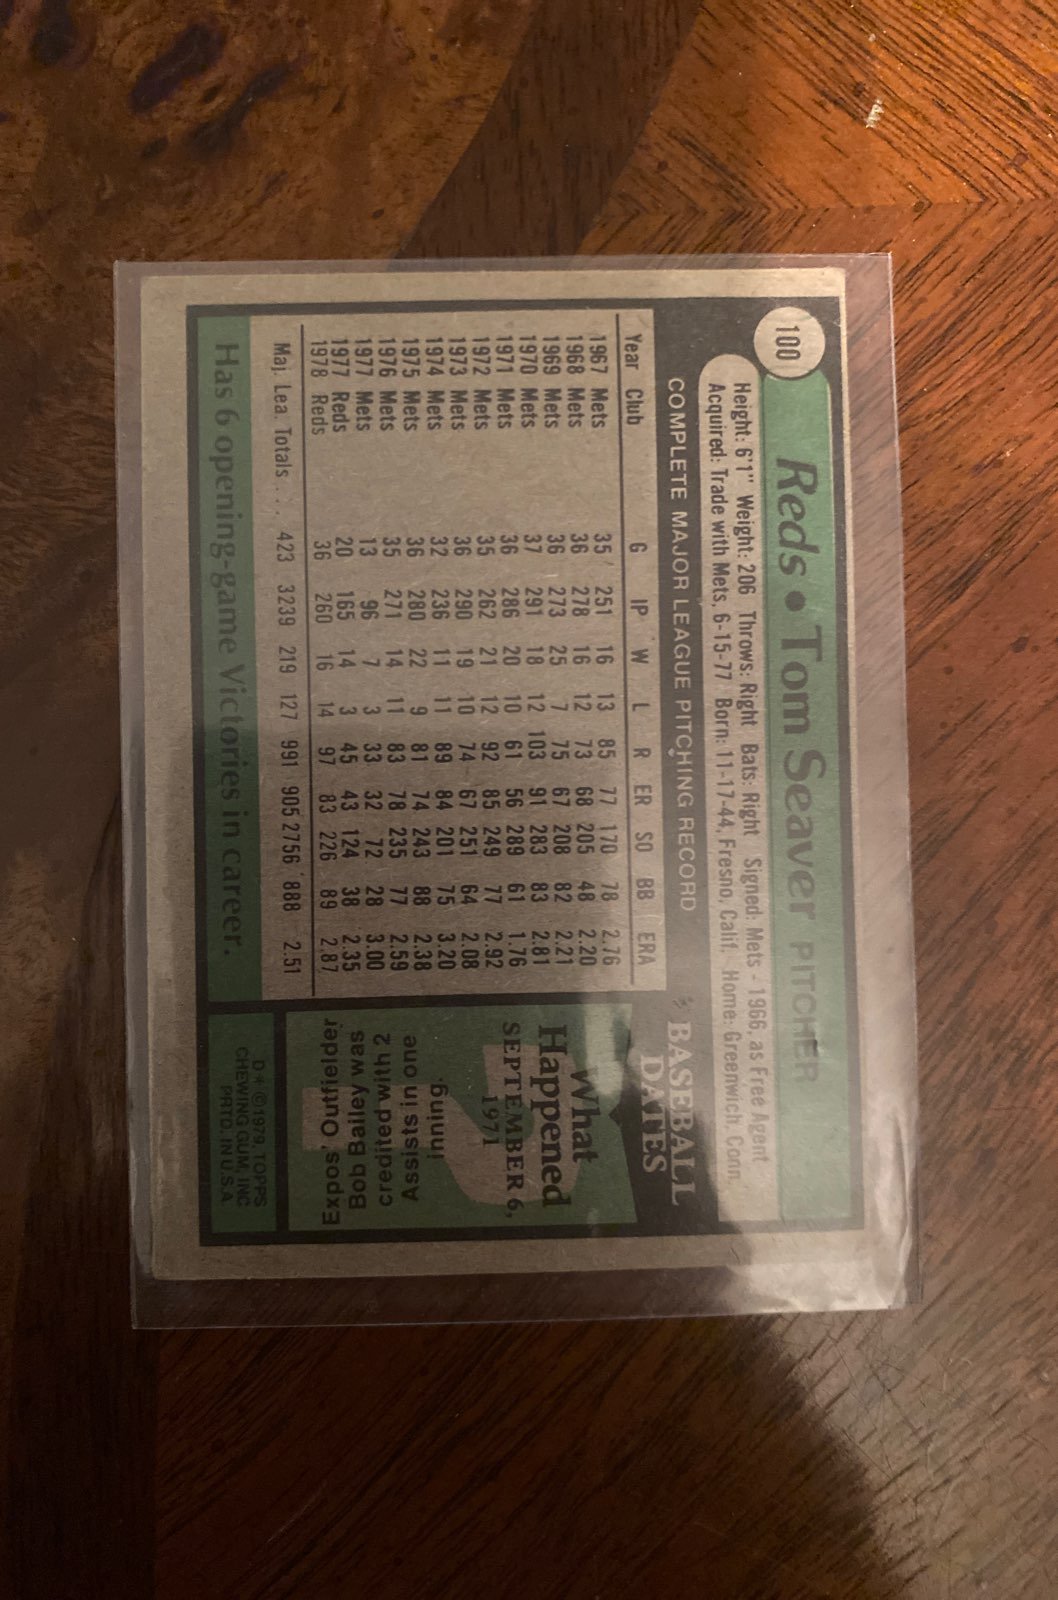 100
Reds • Tom Seaver PITCHER
Height: 6'1" Weight: 206 Throws: Right Bats: Right Signed: Mets - 1966, as Free Agent
Acquired: Trade with Mets, 6-15-77 Born: 11-17-44, Fresno, Calif. Home: Greenwich, Conn.
COMPLETE MAJOR LEAGUE PITCHING RECORD
Year Club G IP W L R ER SO BB ERA
1967 Mets 35 251 16 13 85 77 170 78 2.76
1968 Mets 36 278 16 12 73 68 205 48 2.20
1969 Mets 36 273 25 7 75 67 208 82 2.21
1970 Mets 37 291 18 12 103 91 283 83 2.81
1971 Mets 36 286 20 10 61 56 289 61 1.76
1972 Mets 35 262 21 12 92 85 249 77 2.92
1973 Mets 36 290 19 10 74 67 251 64 2.08
1974 Mets 32 236 11 11 89 84 201 75 3.20
1975 Mets 36 280 22 9 81 74 243 88 2.38
1976 Mets 35 271 14 11 83 78 235 77 2.59
1977 Mets 13 96 7 3 33 32 72 28 3.00
1977 Reds 20 165 14 3 45 43 124 38 2.35
1978 Reds 36 260 16 14 97 83 226 89 2.87
Maj. Lea. Totals . . . 423 3239 219 127 991 905 2756 888 2.51
Has 6 opening-game Victories in career.
BASEBALL
DATES
What
Happened
SEPTEMBER 6,
1971
Expos' Outfielder
Bob Bailey was
credited with 2
Assists in one
inning.
D* ©1979, TOPPS
CHEWING GUM, INC
PRTD. IN U.S.A